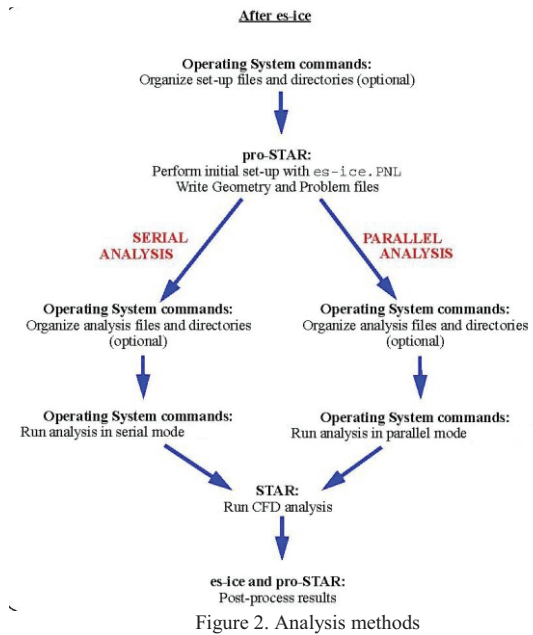 After es-ice
Operating System commands:
Organize set-up files and directories (optional)
pro-STAR:
Perform initial set-up with es-ice.PNL
Write Geometry and Problem files
SERIAL
ANALYSIS
PARALLEL
ANALYSIS
Operating System commands:
Organize analysis files and directories
(optional)
Operating System commands:
Organize analysis files and directories
(optional)
Operating System commands:
Run analysis in serial mode
Operating System commands:
Run analysis in parallel mode
STAR:
Run CFD analysis
es-ice and pro-STAR:
Post-process results
Figure 2. Analysis methods